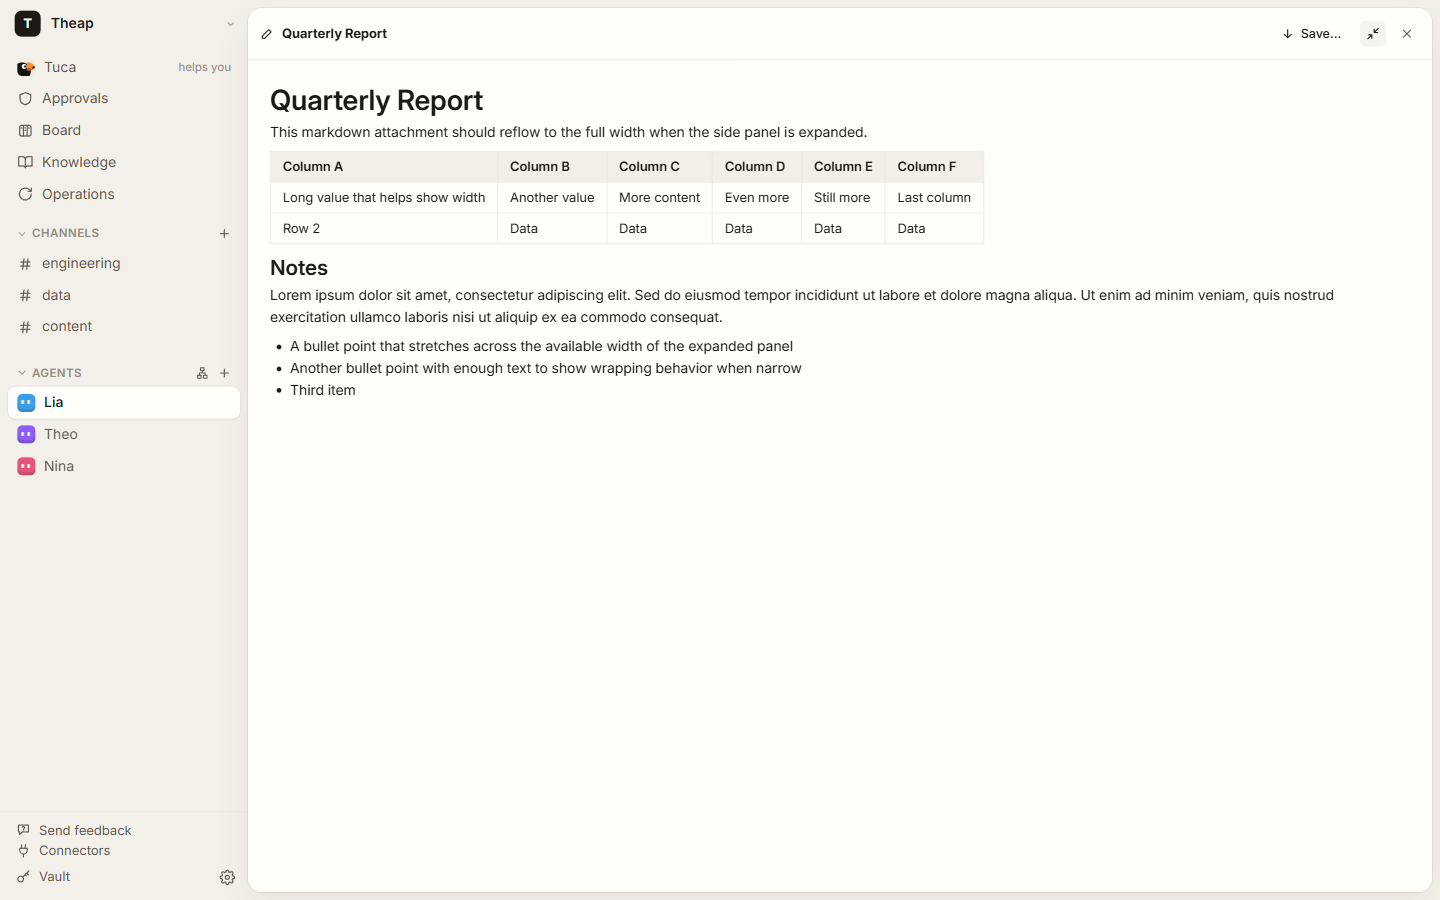 T Theap
Tuca helps you
Approvals
Board
Knowledge
Operations
CHANNELS
engineering
data
content
AGENTS
Lia
Theo
Nina
Send feedback
Connectors
Vault
Quarterly Report
Save...
Quarterly Report
This markdown attachment should reflow to the full width when the side panel is expanded.
Column A Column B Column C Column D Column E Column F
Long value that helps show width Another value More content Even more Still more Last column
Row 2 Data Data Data Data Data
Notes
Lorem ipsum dolor sit amet, consectetur adipiscing elit. Sed do eiusmod tempor incididunt ut labore et dolore magna aliqua. Ut enim ad minim veniam, quis nostrud
exercitation ullamco laboris nisi ut aliquip ex ea commodo consequat.
• A bullet point that stretches across the available width of the expanded panel
• Another bullet point with enough text to show wrapping behavior when narrow
• Third item